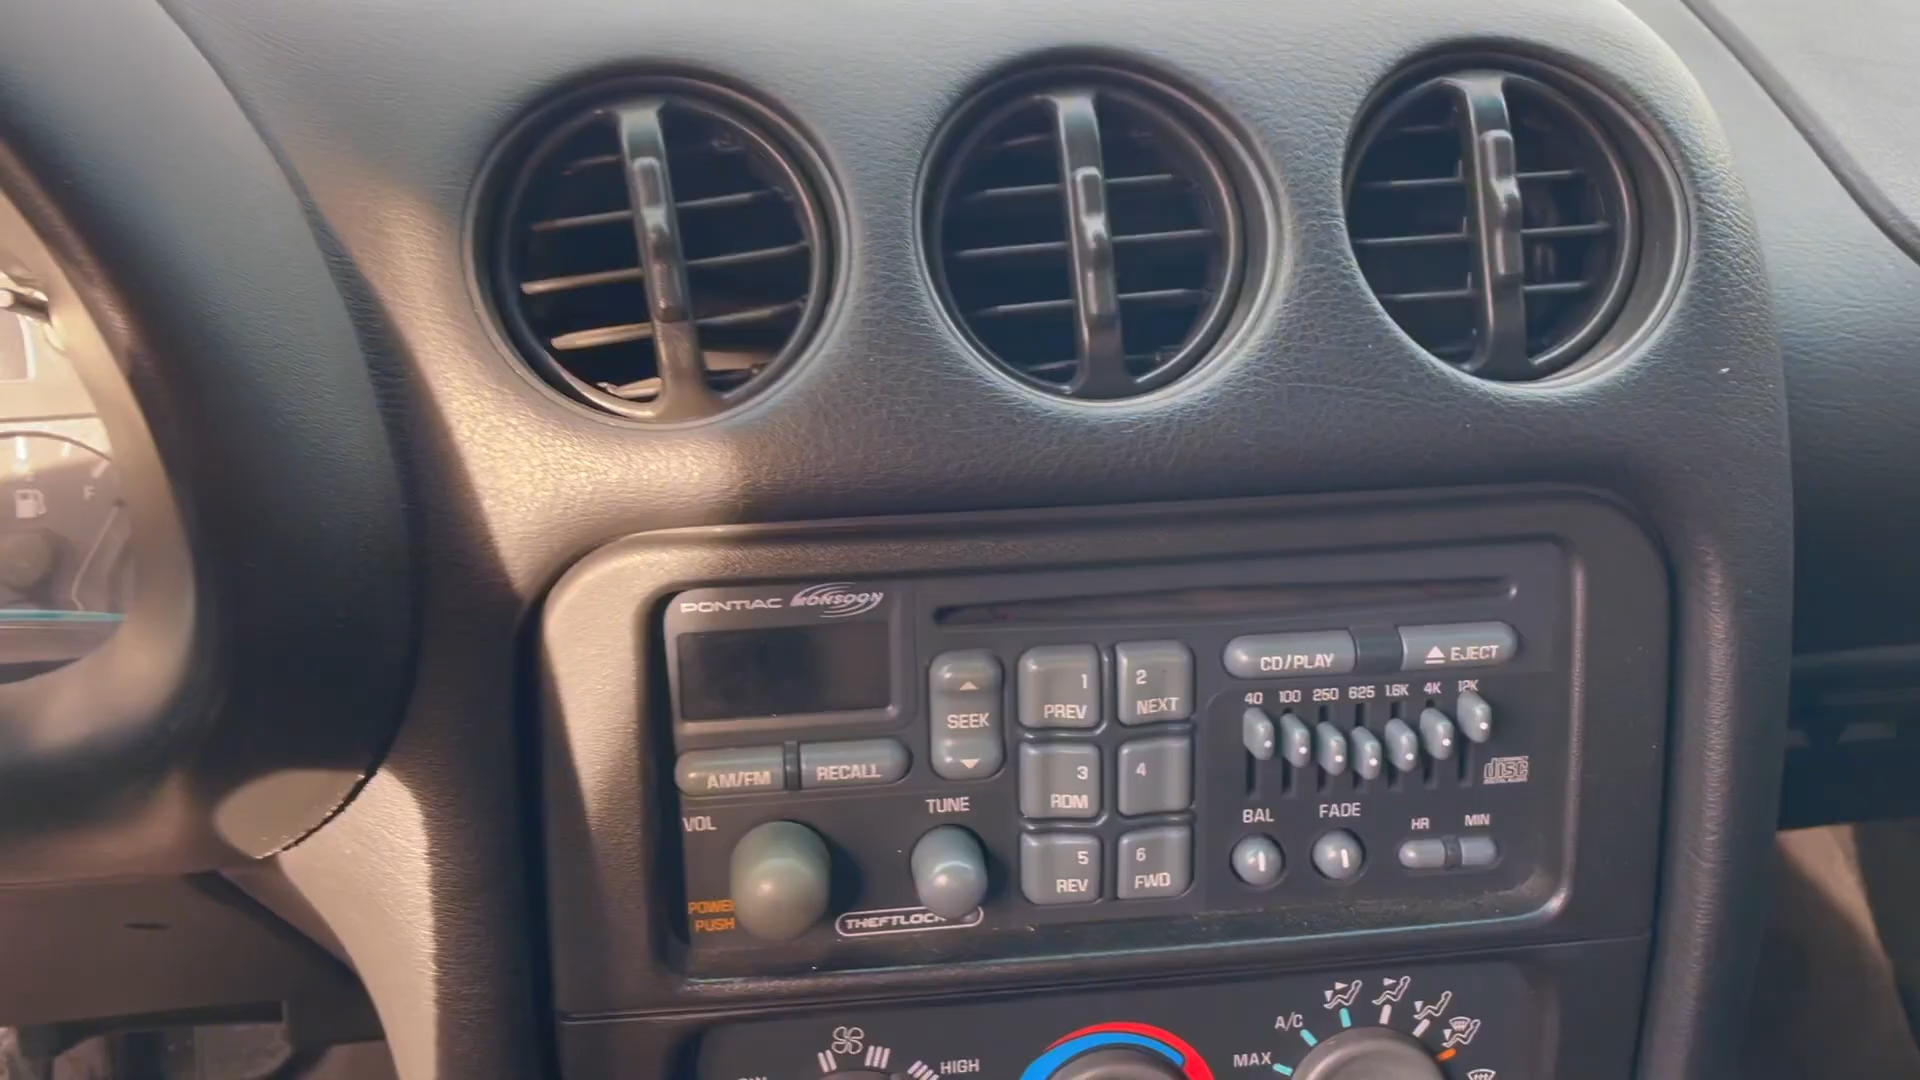 F
PONTIAC MONSOON
CD/PLAY
EJECT
SEEK
1
PREV
2
NEXT
40 100 250 625 1.6K 4K 12K
AM/FM
RECALL
3
RDM
4
disc
VOL
TUNE
BAL
FADE
HR
MIN
5
REV
6
FWD
POWER
PUSH
THEFTLOCK
A/C
HIGH
MAX